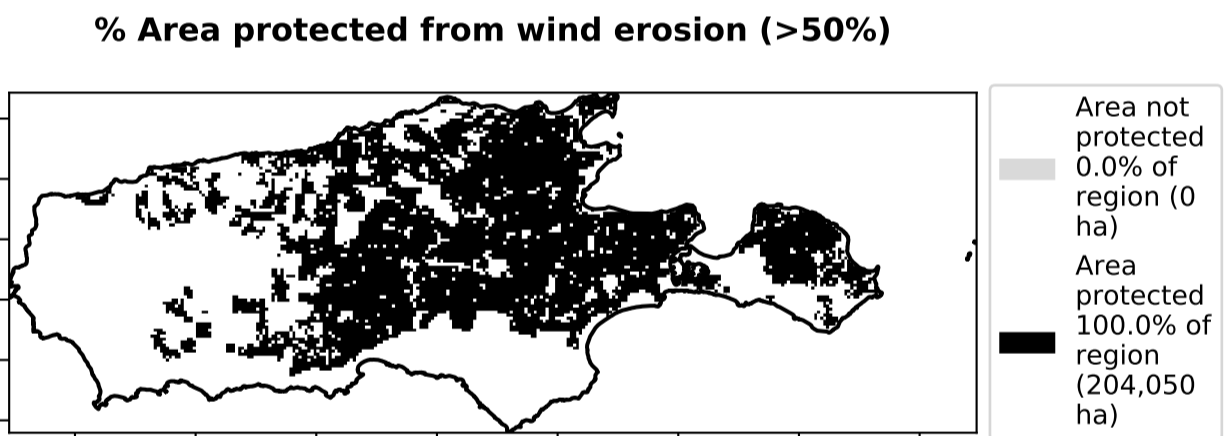 % Area protected from wind erosion (>50%)
Area not
protected
0.0% of
region (0
ha)
Area
protected
100.0% of
region
(204,050
ha)